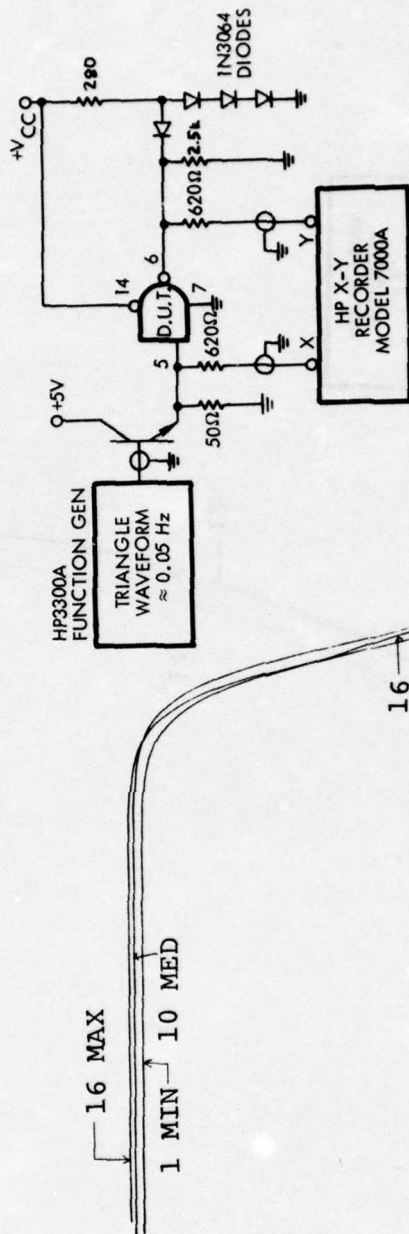 16 MAX
1 MIN
10 MED
16
HP3300A
FUNCTION GEN
TRIANGLE
WAVEFORM
≈ 0.05 Hz
+5V
50Ω
5
620Ω
D.U.T.
14
7
6
620Ω
2.5k
+VCC
280
1N3064
DIODES
X
Y
HP X-Y
RECORDER
MODEL 7000A